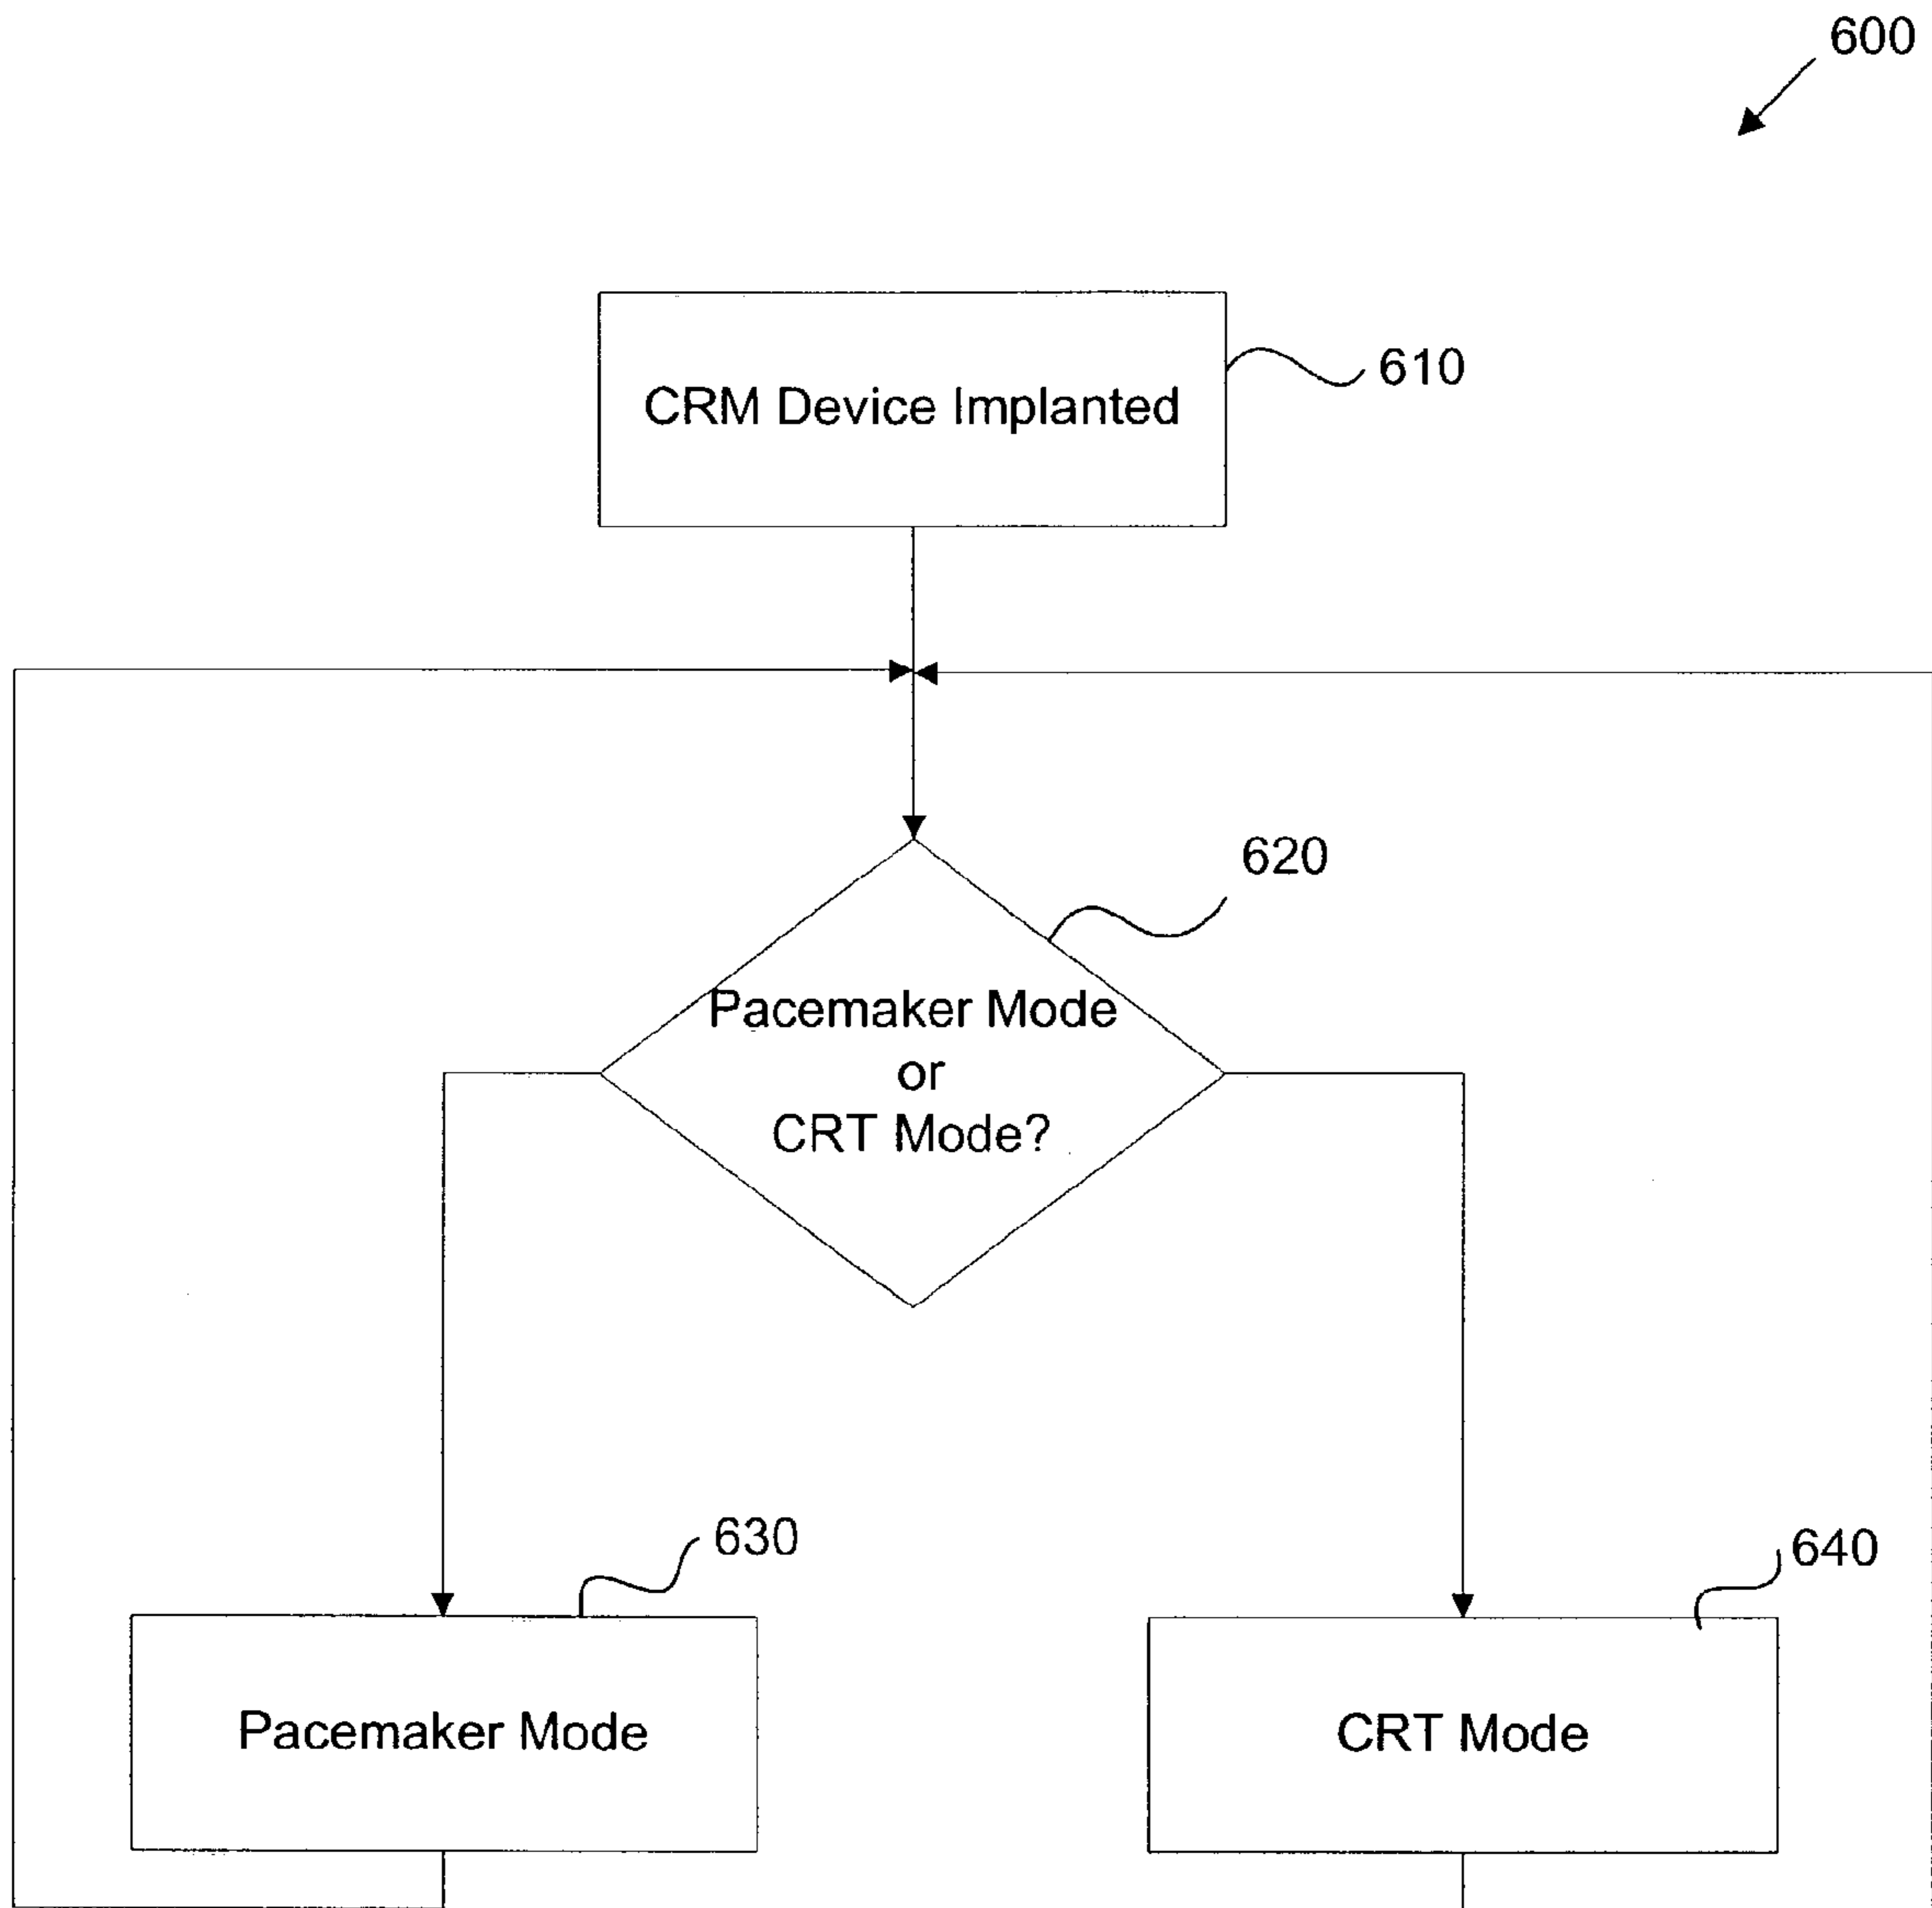 600
CRM Device Implanted
610
620
Pacemaker Mode
or
CRT Mode?
630
640
Pacemaker Mode
CRT Mode